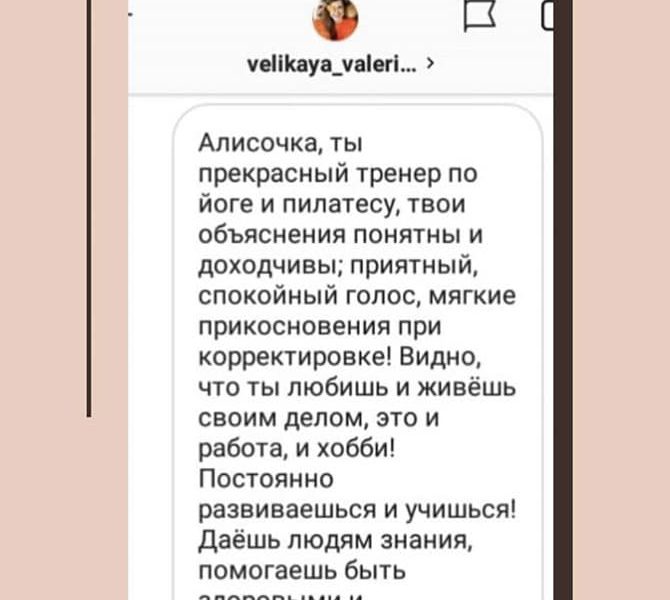 velikaya_valeri... >
Алисочка, ты
прекрасный тренер по
йоге и пилатесу, твои
объяснения понятны и
доходчивы; приятный,
спокойный голос, мягкие
прикосновения при
корректировке! Видно,
что ты любишь и живёшь
своим делом, это и
работа, и хобби!
Постоянно
развиваешься и учишься!
Даёшь людям знания,
помогаешь быть